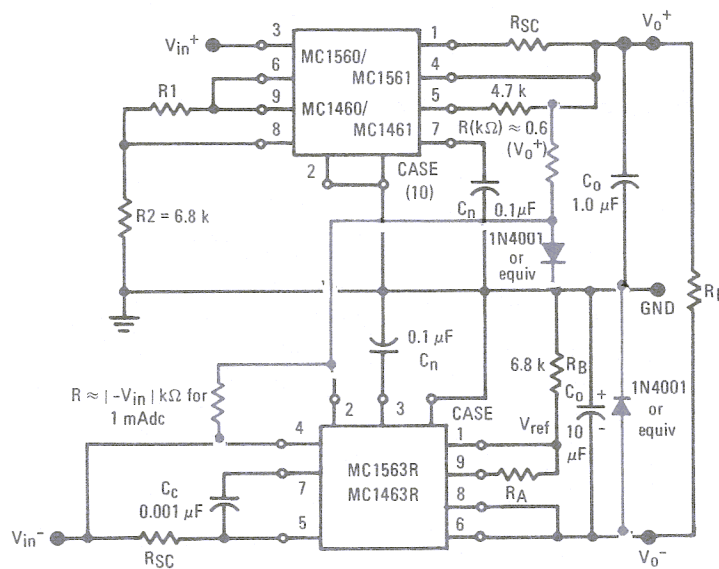 Vin+
3
MC1560/
MC1561
MC1460/
MC1461
1
RSC
Vo+
6
4
R1
9
5
4.7 k
8
7
R(kΩ) ≈ 0.6
(Vo+)
2
CASE
(10)
Cn
0.1 μF
Co
1.0 μF
R2 = 6.8 k
1N4001
or
equiv
GND
0.1 μF
Cn
6.8 k
RB
R ≈ | -Vin | kΩ for
1 mAdc
2
3
CASE
Co
+
10
-
μF
1N4001
or
equiv
4
MC1563R
MC1463R
1
Vref
7
9
RA
CC
0.001 μF
8
Vin-
5
6
RSC
Vo-